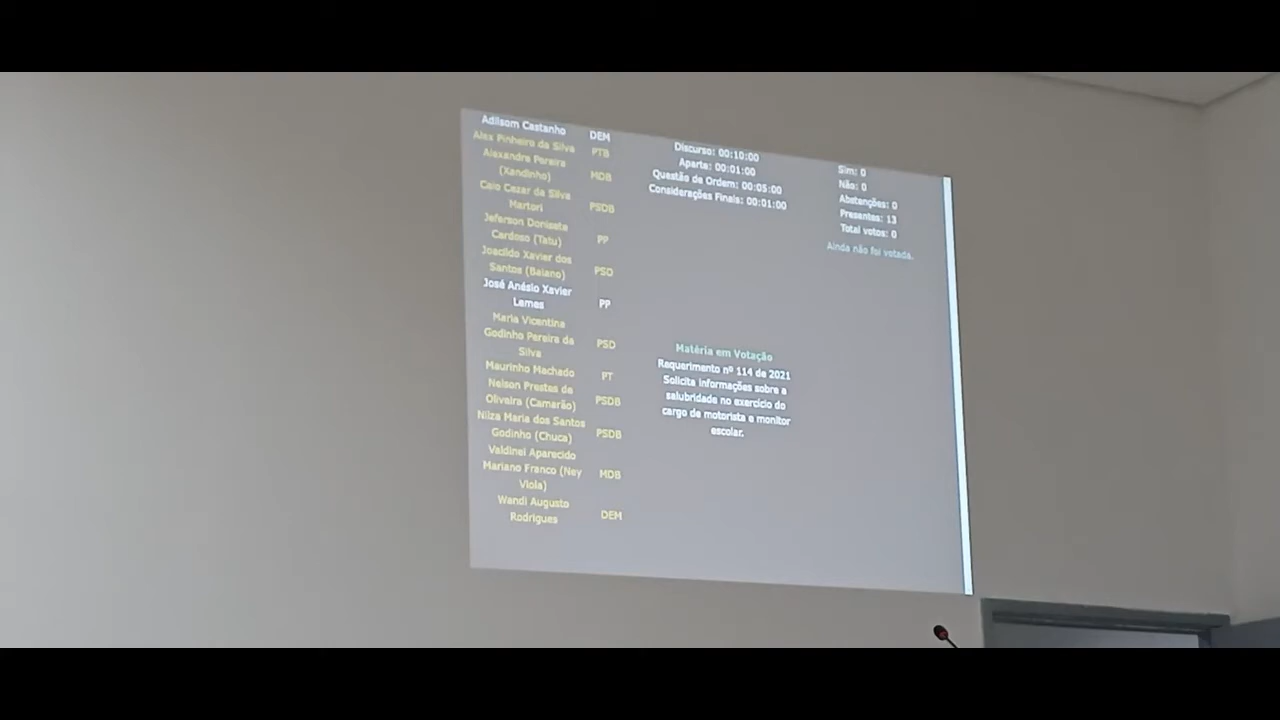 Adilsom Castanho DEM
Alex Pinheiro da Silva PTB
Alexandre Pereira
(Xandinho) MDB
Caio Cezar da Silva
Martori PSDB
Jeferson Donisete
Cardoso (Tatu) PP
Joacildo Xavier dos
Santos (Baiano) PSD
José Anésio Xavier
Lemes PP
Maria Vicentina
Godinho Pereira da
Silva PSD
Maurinho Machado PT
Nelson Prestes de
Oliveira (Camarão) PSDB
Nilza Maria dos Santos
Godinho (Chuca) PSDB
Valdinei Aparecido
Mariano Franco (Ney
Viola) MDB
Wandi Augusto
Rodrigues DEM
Discurso: 00:10:00
Aparte: 00:01:00
Questão de Ordem: 00:05:00
Considerações Finais: 00:01:00
Matéria em Votação
Requerimento nº 114 de 2021
Solicita informações sobre a
salubridade no exercício do
cargo de motorista e monitor
escolar.
Sim: 0
Não: 0
Abstenções: 0
Presentes: 13
Total votos: 0
Ainda não foi votada.